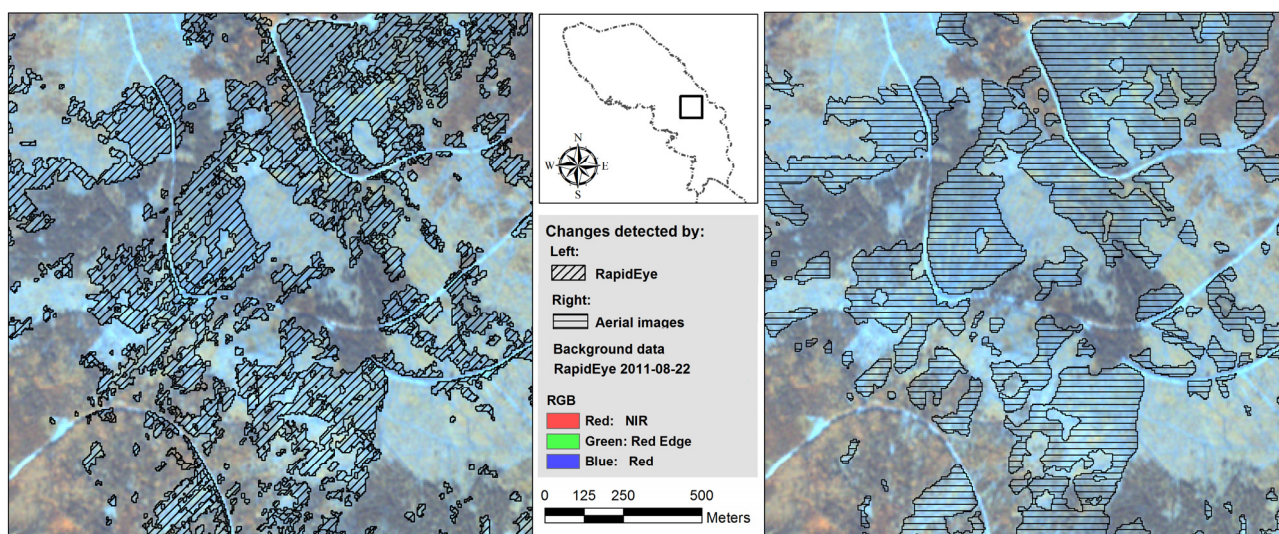 N
W E
S
Changes detected by:
Left:
RapidEye
Right:
Aerial images
Background data
RapidEye 2011-08-22
RGB
Red: NIR
Green: Red Edge
Blue: Red
0 125 250 500
Meters